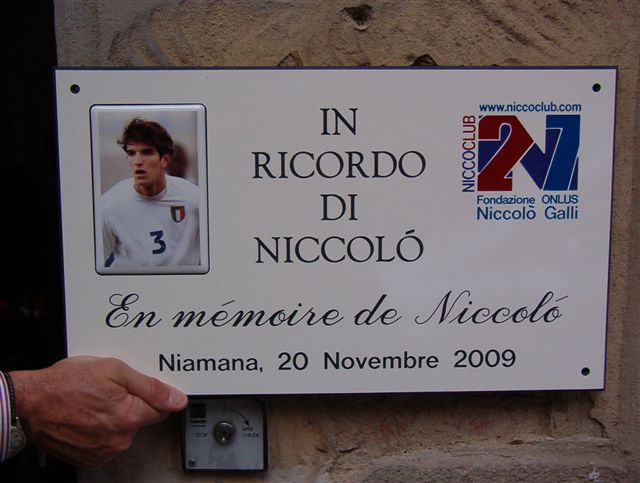 IN
RICORDO
DI
NICCOLÓ
www.niccoclub.com
NICCOCLUB
27
Fondazione ONLUS
Niccolò Galli
3
En mémoire de Niccoló
Niamana, 20 Novembre 2009
STOP
APRE
CHIUDE